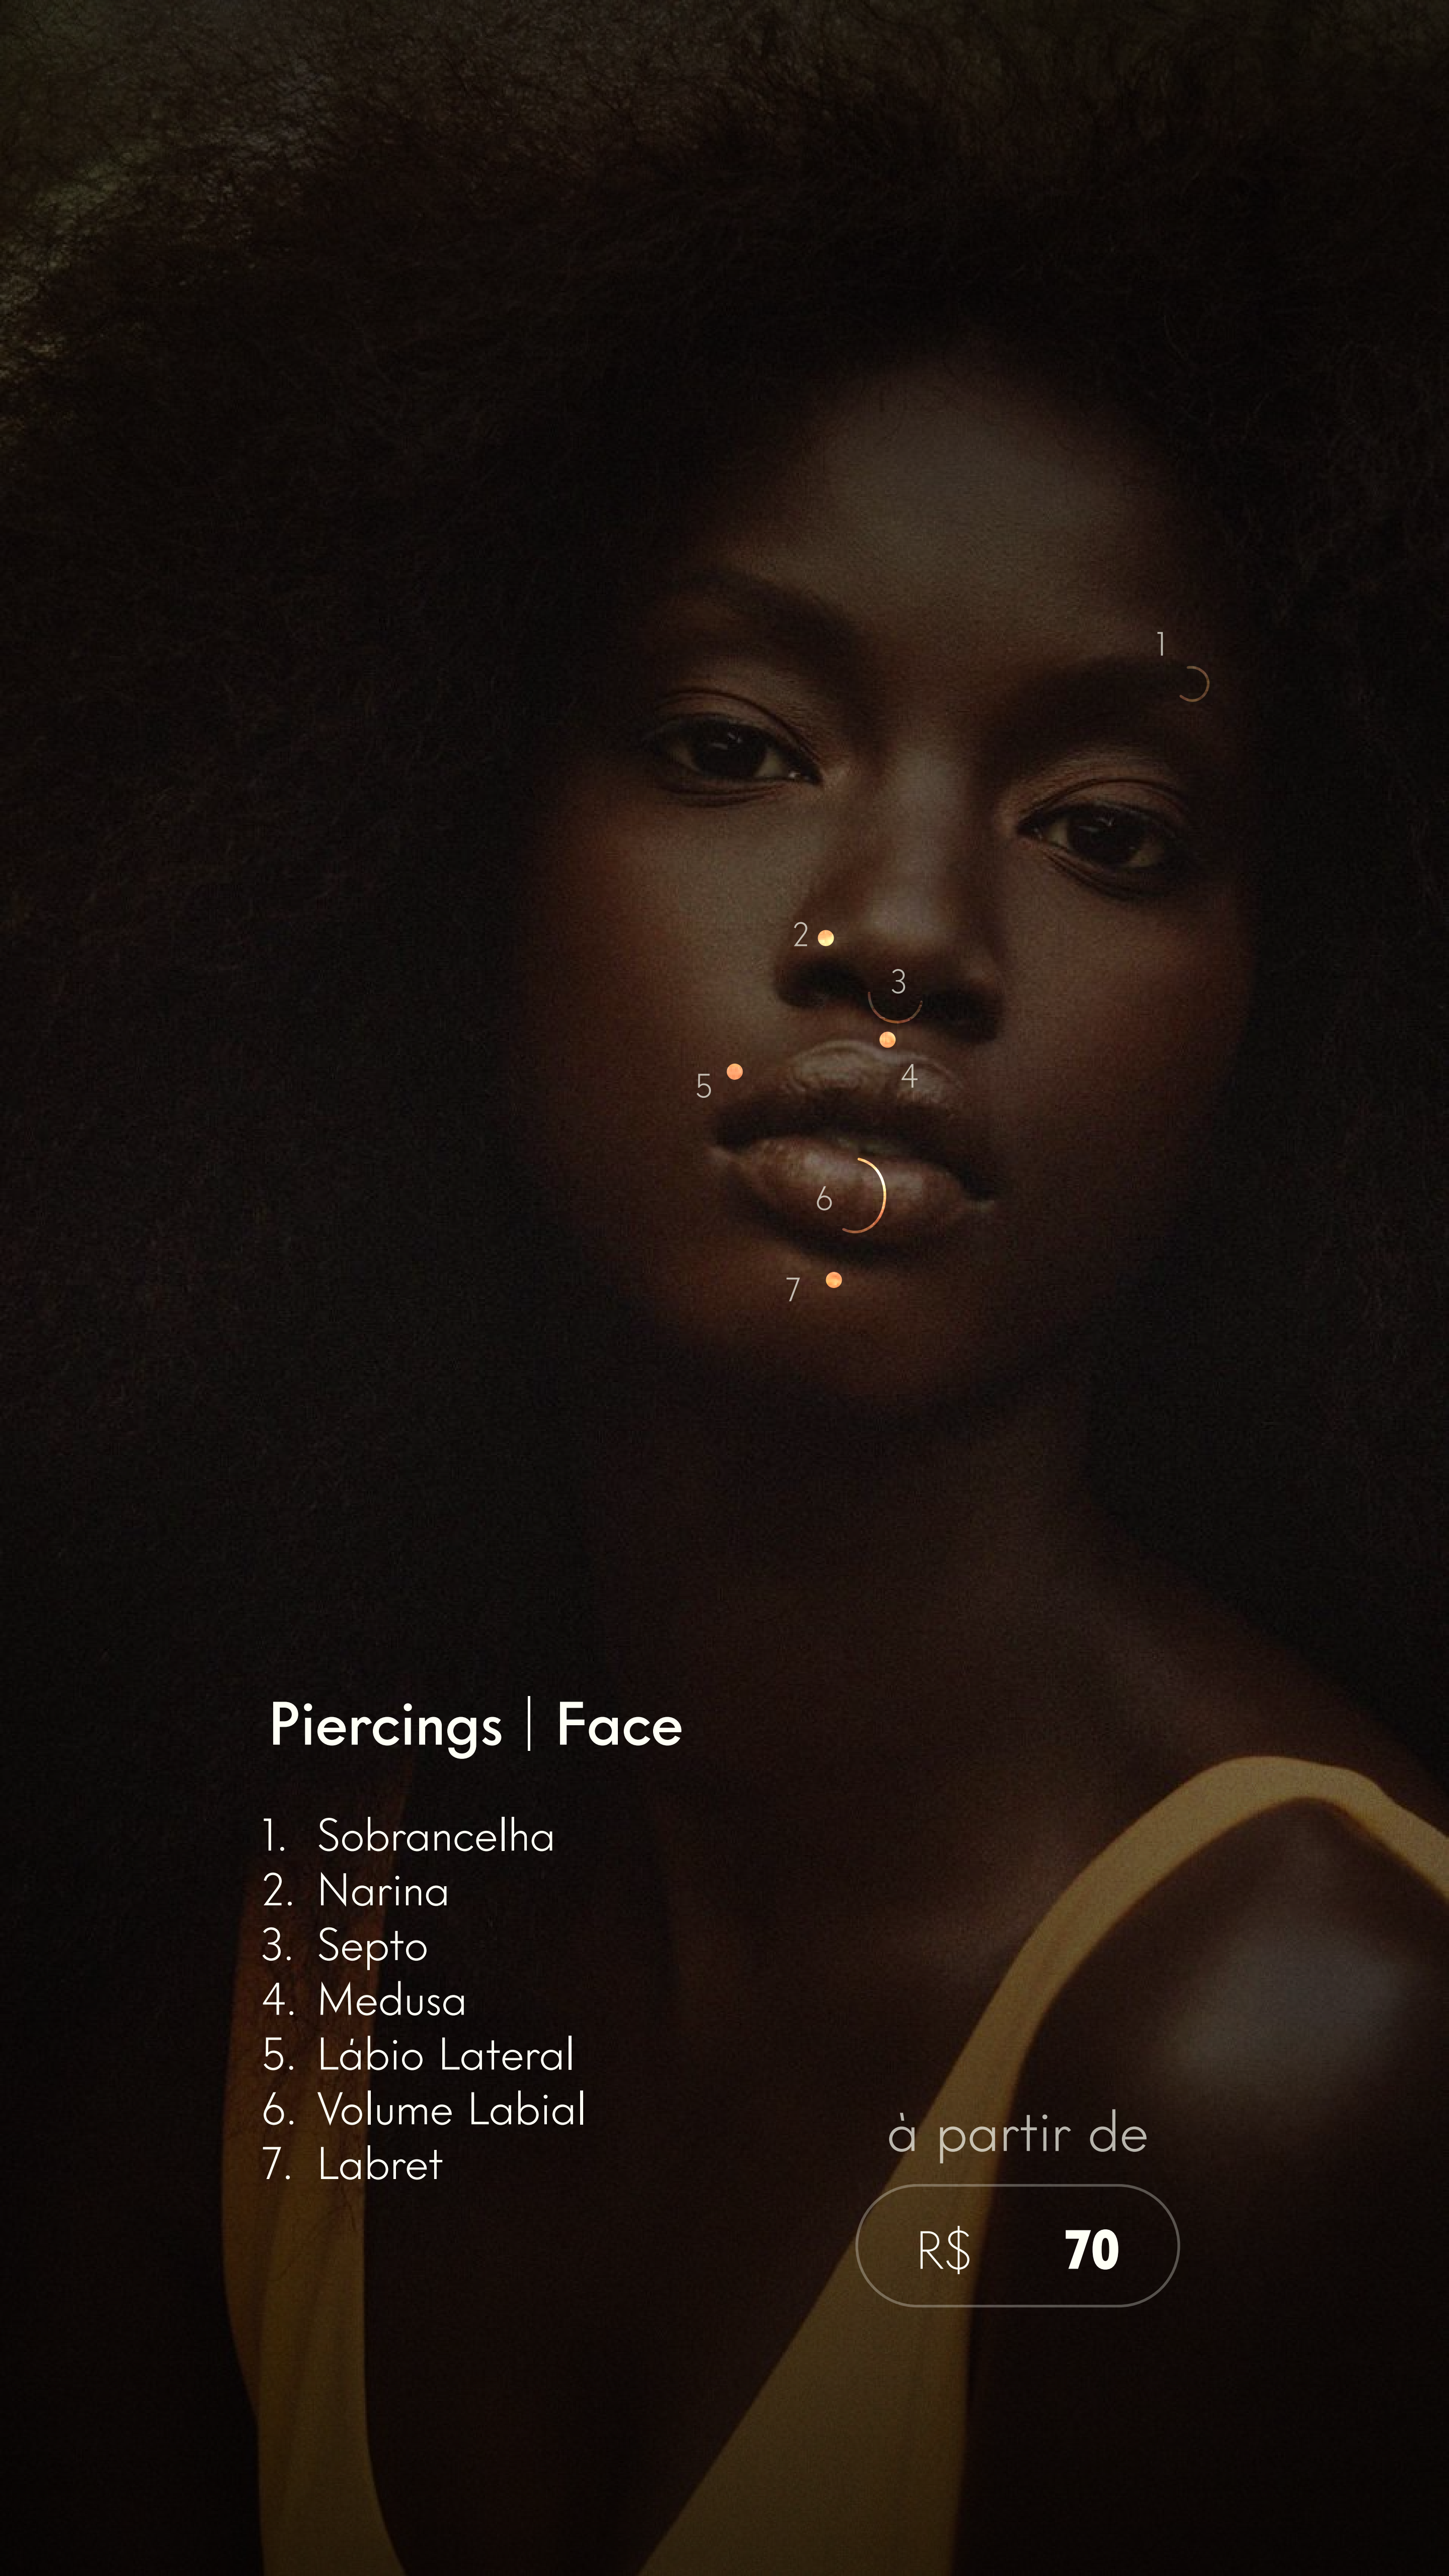 1
2
3
4
5
6
7
Piercings | Face
1. Sobrancelha
2. Narina
3. Septo
4. Medusa
5. Lábio Lateral
6. Volume Labial
7. Labret
à partir de
R$ 70